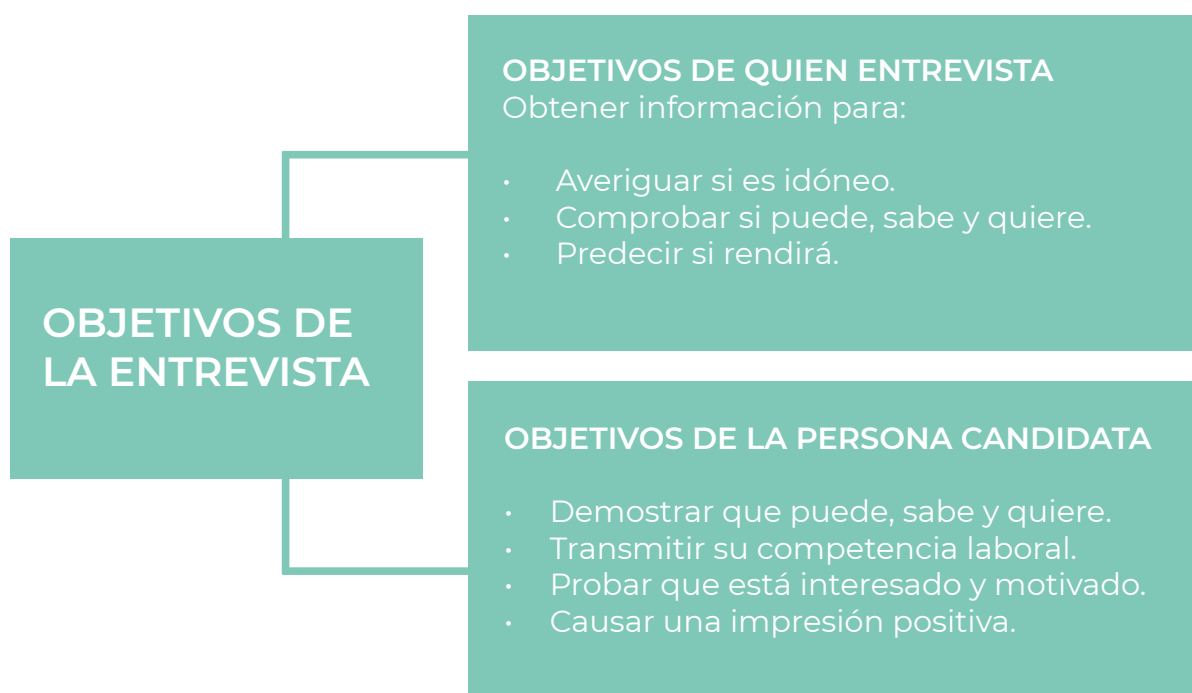 OBJETIVOS DE
LA ENTREVISTA
OBJETIVOS DE QUIEN ENTREVISTA
Obtener información para:
• Averiguar si es idóneo.
• Comprobar si puede, sabe y quiere.
• Predecir si rendirá.
OBJETIVOS DE LA PERSONA CANDIDATA
• Demostrar que puede, sabe y quiere.
• Transmitir su competencia laboral.
• Probar que está interesado y motivado.
• Causar una impresión positiva.